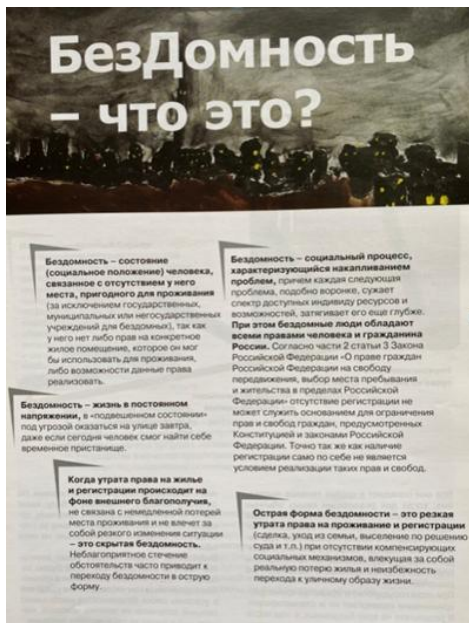 БезДомность
– что это?
Бездомность – состояние
(социальное положение) человека,
связанное с отсутствием у него
места, пригодного для проживания
(за исключением государственных,
муниципальных или негосударственных
учреждений для бездомных), так как
у него нет либо прав на конкретное
жилое помещение, которое он мог
бы использовать для проживания,
либо возможности данные права
реализовать.
Бездомность – жизнь в постоянном
напряжении, в «подвешенном состоянии»
под угрозой оказаться на улице завтра,
даже если сегодня человек смог найти себе
временное пристанище.
Когда утрата права на жилье
и регистрации происходит на
фоне внешнего благополучия,
не связана с немедленной потерей
места проживания и не влечет за
собой резкого изменения ситуации
– это скрытая бездомность.
Неблагоприятное стечение
обстоятельств часто приводит к
переходу бездомности в острую
форму.
Бездомность – социальный процесс,
характеризующийся накапливанием
проблем, причем каждая следующая
проблема, подобно воронке, сужает
спектр доступных индивиду ресурсов и
возможностей, затягивает его еще глубже.
При этом бездомные люди обладают
всеми правами человека и гражданина
России. Согласно части 2 статьи 3 Закона
Российской Федерации «О праве граждан
Российской Федерации на свободу
передвижения, выбор места пребывания
и жительства в пределах Российской
Федерации» отсутствие регистрации не
может служить основанием для ограничения
прав и свобод граждан, предусмотренных
Конституцией и законами Российской
Федерации. Точно так же как наличие
регистрации само по себе не является
условием реализации таких прав и свобод.
Острая форма бездомности – это резкая
утрата права на проживание и регистрации
(сделка, уход из семьи, выселение по решению
суда и т.п.) при отсутствии компенсирующих
социальных механизмов, влекущая за собой
реальную потерю жилья и неизбежность
перехода к уличному образу жизни.